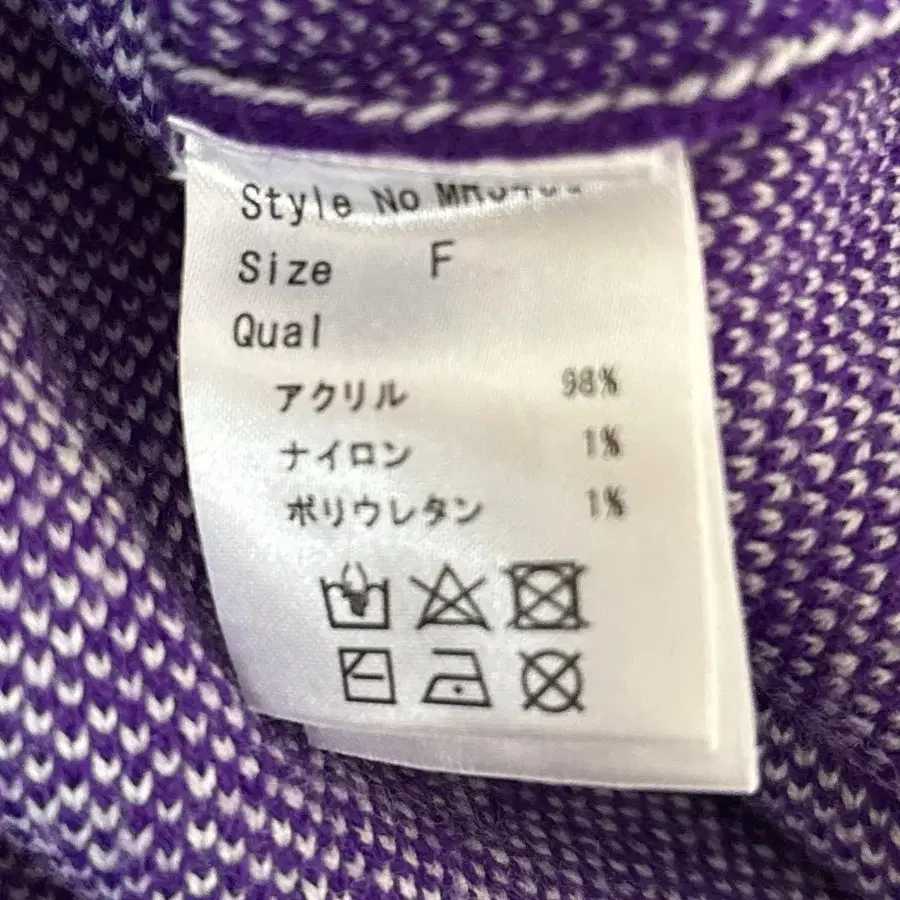 Style No
Size F
Qual
アクリル 98%
ナイロン 1%
ポリウレタン 1%